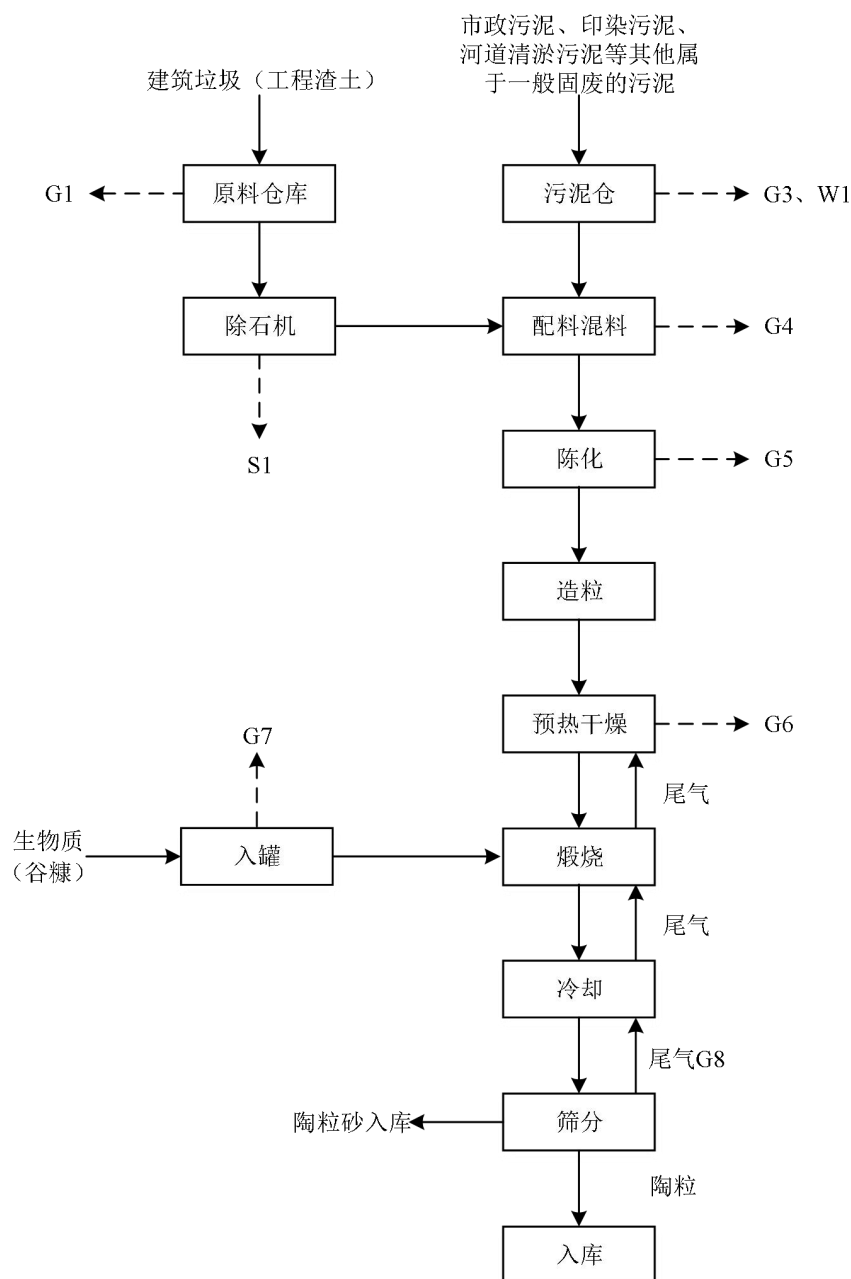 市政污泥、印染污泥、
河道清淤污泥等其他属
于一般固废的污泥
建筑垃圾（工程渣土）
G1
原料仓库
污泥仓
G3、W1
除石机
配料混料
G4
S1
陈化
G5
造粒
预热干燥
G6
G7
尾气
生物质
（谷糠）
入罐
煅烧
尾气
冷却
尾气G8
陶粒砂入库
筛分
陶粒
入库